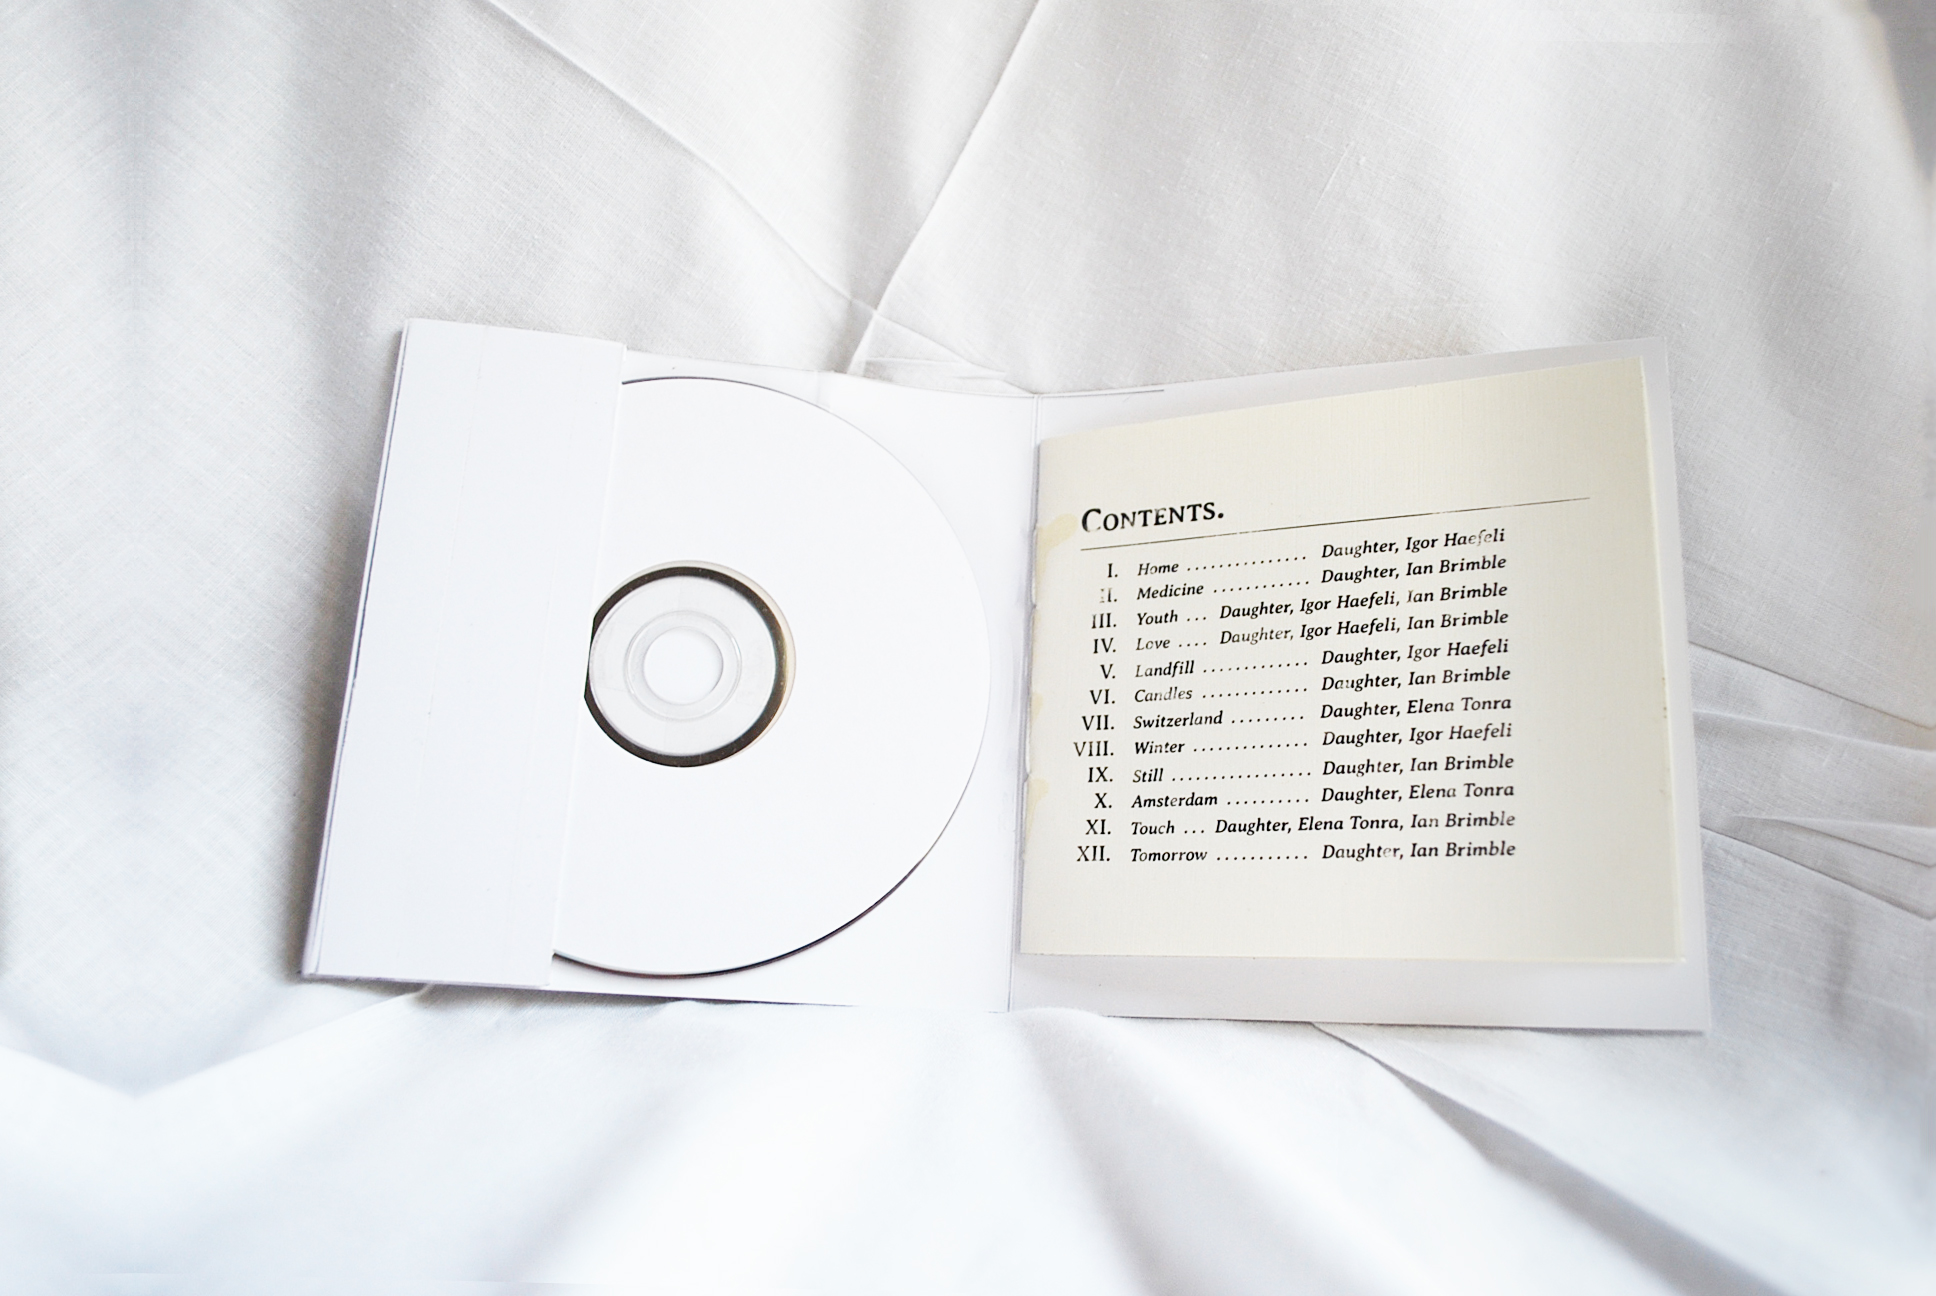 CONTENTS.
I. Home ............... Daughter, Igor Haefeli
II. Medicine ............ Daughter, Ian Brimble
III. Youth ... Daughter, Igor Haefeli, Ian Brimble
IV. Love .... Daughter, Igor Haefeli, Ian Brimble
V. Landfill ............. Daughter, Igor Haefeli
VI. Candles ............. Daughter, Ian Brimble
VII. Switzerland ......... Daughter, Elena Tonra
VIII. Winter .............. Daughter, Igor Haefeli
IX. Still ................. Daughter, Ian Brimble
X. Amsterdam .......... Daughter, Elena Tonra
XI. Touch ... Daughter, Elena Tonra, Ian Brimble
XII. Tomorrow ........... Daughter, Ian Brimble